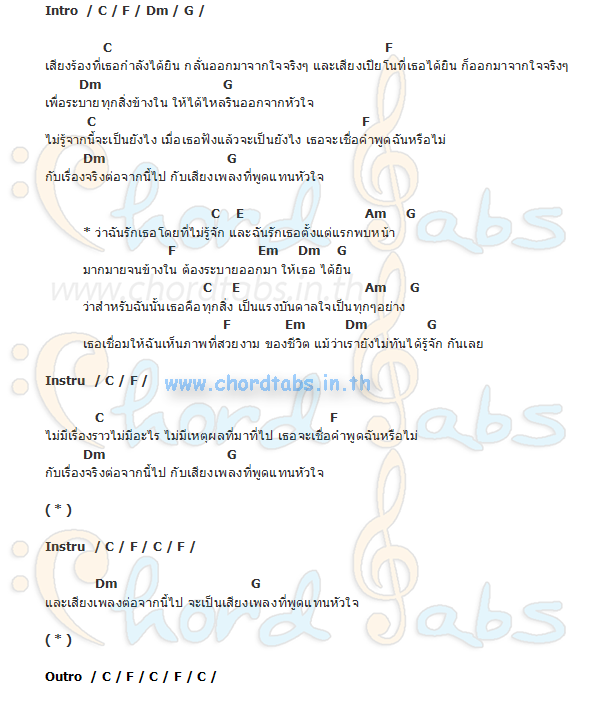 Intro / C / F / Dm / G /
C F
เสียงร้องที่เธอกำลังได้ยิน กลั่นออกมาจากใจจริงๆ และเสียงเปียโนที่เธอได้ยิน ก็ออกมาจากใจจริงๆ
Dm G
เพื่อระบายทุกสิ่งข้างใน ให้ได้ไหลรินออกจากหัวใจ
C F
ไม่รู้จากนี้จะเป็นยังไง เมื่อเธอฟังแล้วจะเป็นยังไง เธอจะเชื่อคำพูดฉันหรือไม่
Dm G
กับเรื่องจริงต่อจากนี้ไป กับเสียงเพลงที่พูดแทนหัวใจ
C E Am G
* ว่าฉันรักเธอโดยที่ไม่รู้จัก และฉันรักเธอตั้งแต่แรกพบหน้า
F Em Dm G
มากมายจนข้างใน ต้องระบายออกมา ให้เธอ ได้ยิน
www.chordtabs.in.th
C E Am G
ว่าสำหรับฉันนั้นเธอคือทุกสิ่ง เป็นแรงบันดาลใจเป็นทุกๆอย่าง
F Em Dm G
เธอเชื่อมให้ฉันเห็นภาพที่สวยงาม ของชีวิต แม้ว่าเรายังไม่ทันได้รู้จัก กันเลย
Instru / C / F /
www.chordtabs.in.th
C F
ไม่มีเรื่องราวไม่มีอะไร ไม่มีเหตุผลที่มาที่ไป เธอจะเชื่อคำพูดฉันหรือไม่
Dm G
กับเรื่องจริงต่อจากนี้ไป กับเสียงเพลงที่พูดแทนหัวใจ
( * )
Instru / C / F / C / F /
Dm G
และเสียงเพลงต่อจากนี้ไป จะเป็นเสียงเพลงที่พูดแทนหัวใจ
( * )
Outro / C / F / C / F / C /
Chord Tabs
Chord Tabs
Chord Tabs